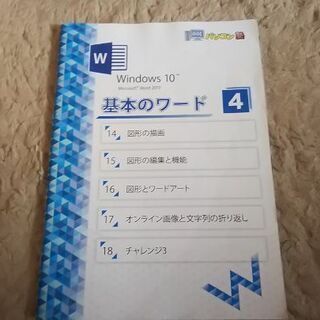 パソコン
W
Windows 10™
Microsoft® Word 2019
基本のワード 4
14 図形の描画
15 図形の編集と機能
16 図形とワードアート
17 オンライン画像と文字列の折り返し
18 チャレンジ3
W